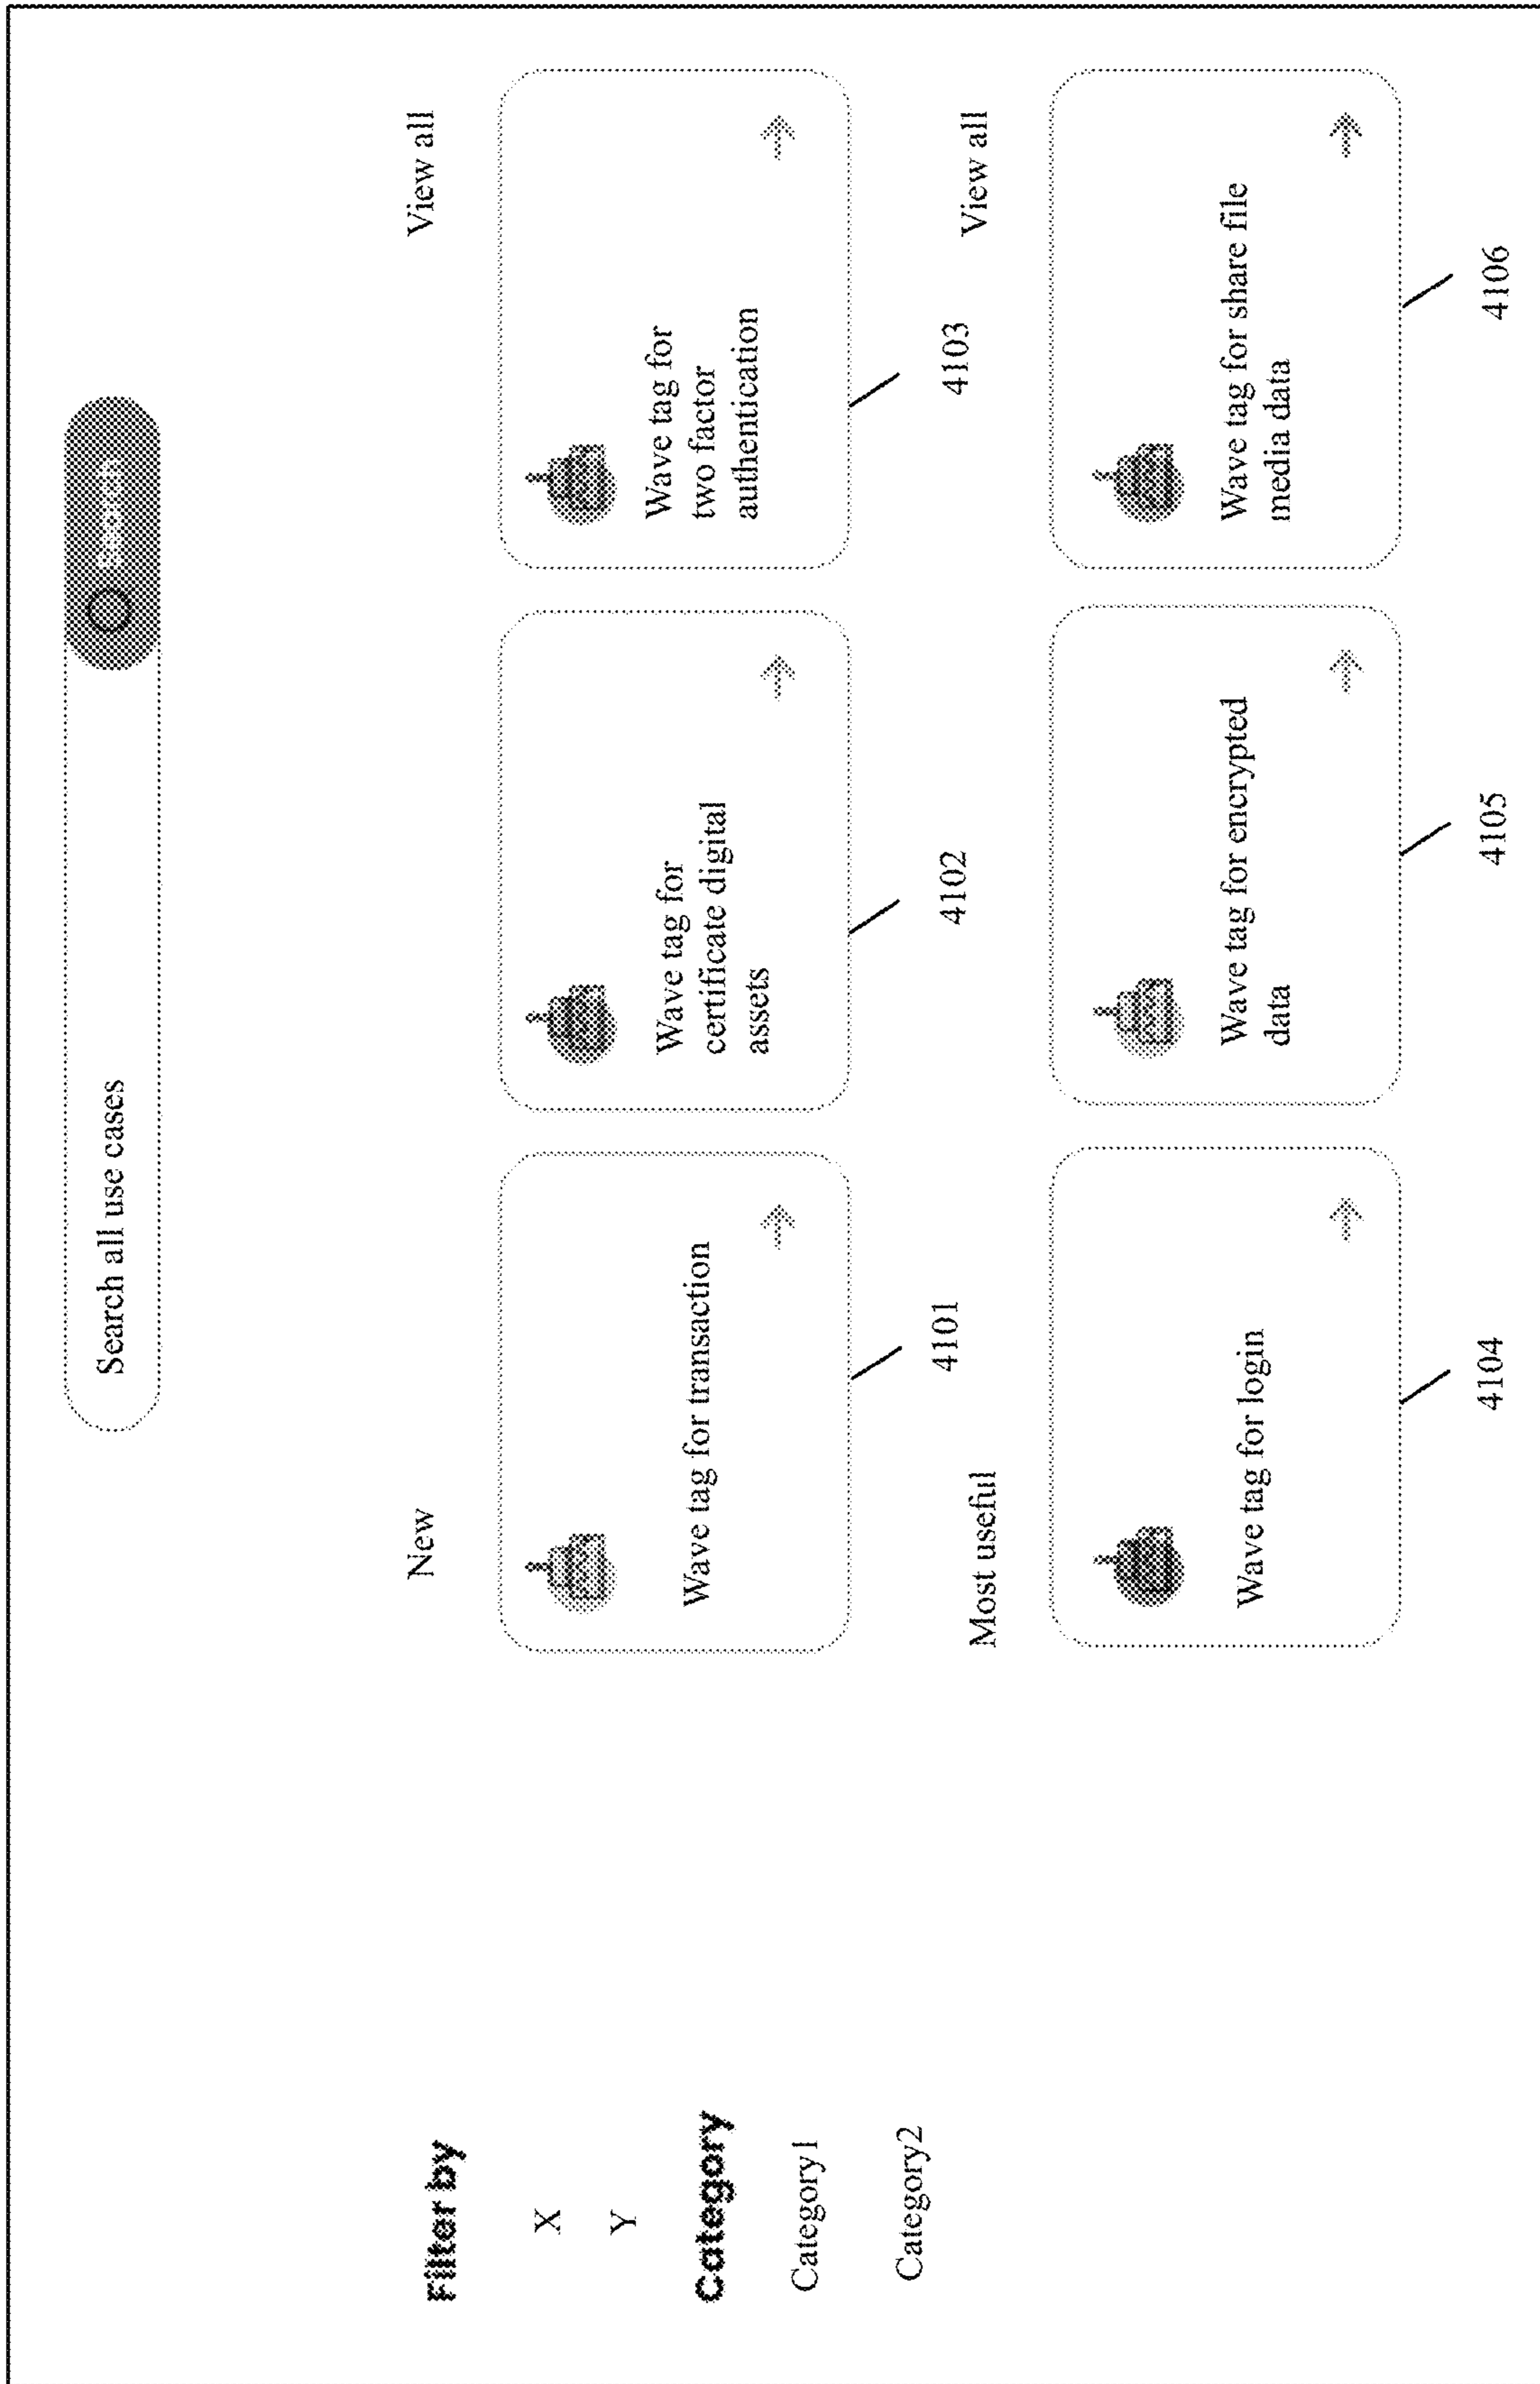 Search all use cases
Search
Filter by
X
Y
Category
Category1
Category2
New
View all
Wave tag for transaction
4101
Wave tag for
certificate digital
assets
4102
Wave tag for
two factor
authentication
4103
Most useful
View all
Wave tag for login
4104
Wave tag for encrypted
data
4105
Wave tag for share file
media data
4106